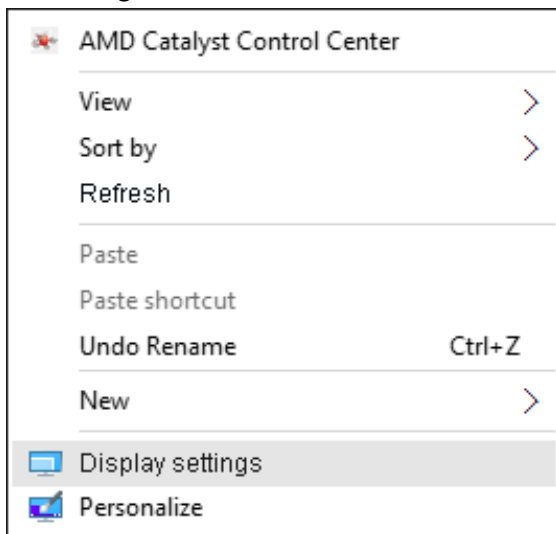 AMD Catalyst Control Center
View
Sort by
Refresh
Paste
Paste shortcut
Undo Rename Ctrl+Z
New
Display settings
Personalize